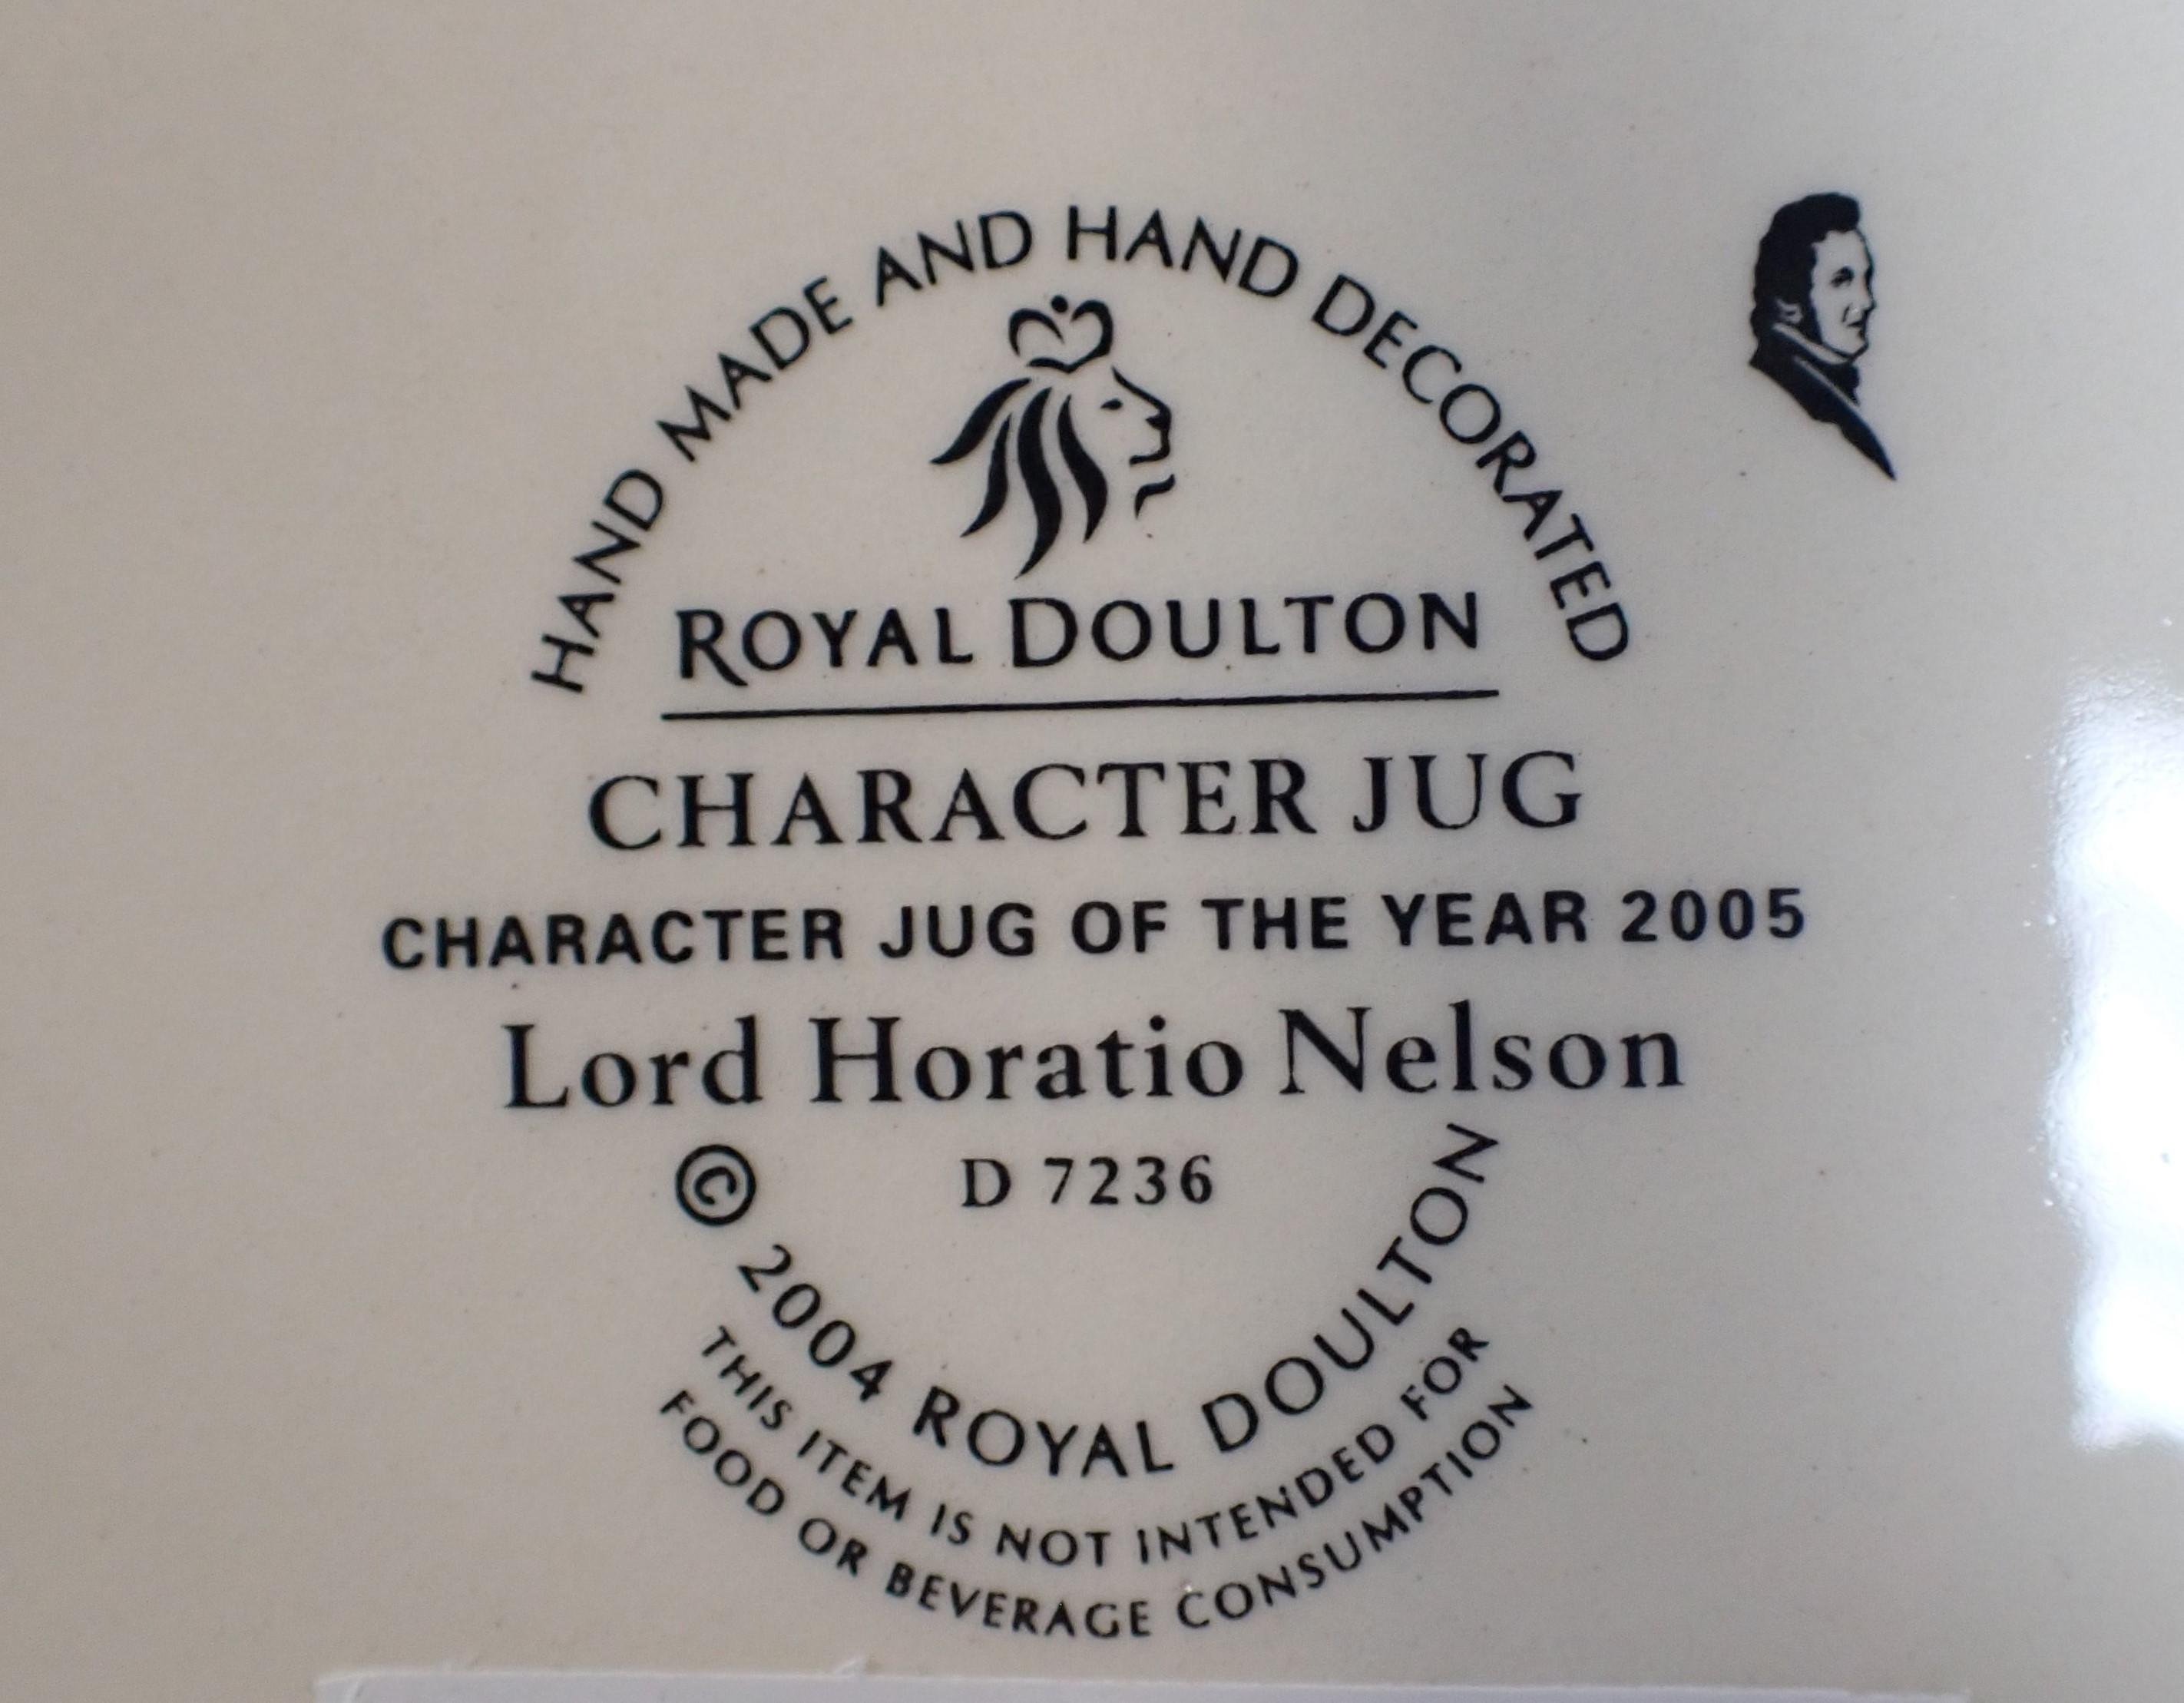 HAND MADE AND HAND DECORATED
ROYAL DOULTON
CHARACTER JUG
CHARACTER JUG OF THE YEAR 2005
Lord Horatio Nelson
D 7236
© 2004 ROYAL DOULTON
THIS ITEM IS NOT INTENDED FOR
FOOD OR BEVERAGE CONSUMPTION